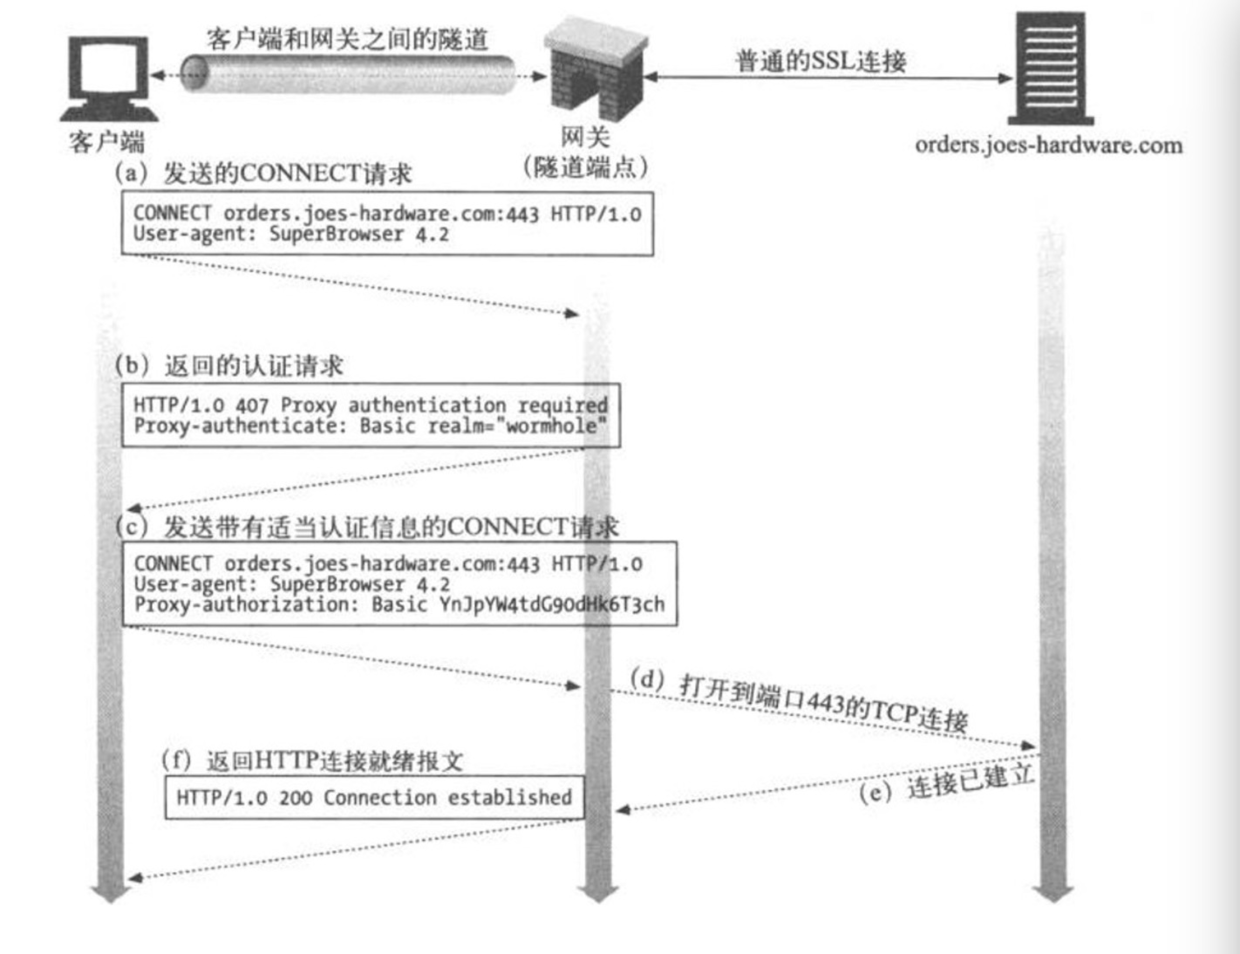 客户端和网关之间的隧道
普通的SSL连接
客户端
网关
(隧道端点)
orders.joes-hardware.com
(a) 发送的CONNECT请求
CONNECT orders.joes-hardware.com:443 HTTP/1.0
User-agent: SuperBrowser 4.2
(b) 返回的认证请求
HTTP/1.0 407 Proxy authentication required
Proxy-authenticate: Basic realm="wormhole"
(c) 发送带有适当认证信息的CONNECT请求
CONNECT orders.joes-hardware.com:443 HTTP/1.0
User-agent: SuperBrowser 4.2
Proxy-authorization: Basic YnJpYW4tdG90dHk6T3ch
(d) 打开到端口443的TCP连接
(e) 连接已建立
(f) 返回HTTP连接就绪报文
HTTP/1.0 200 Connection established